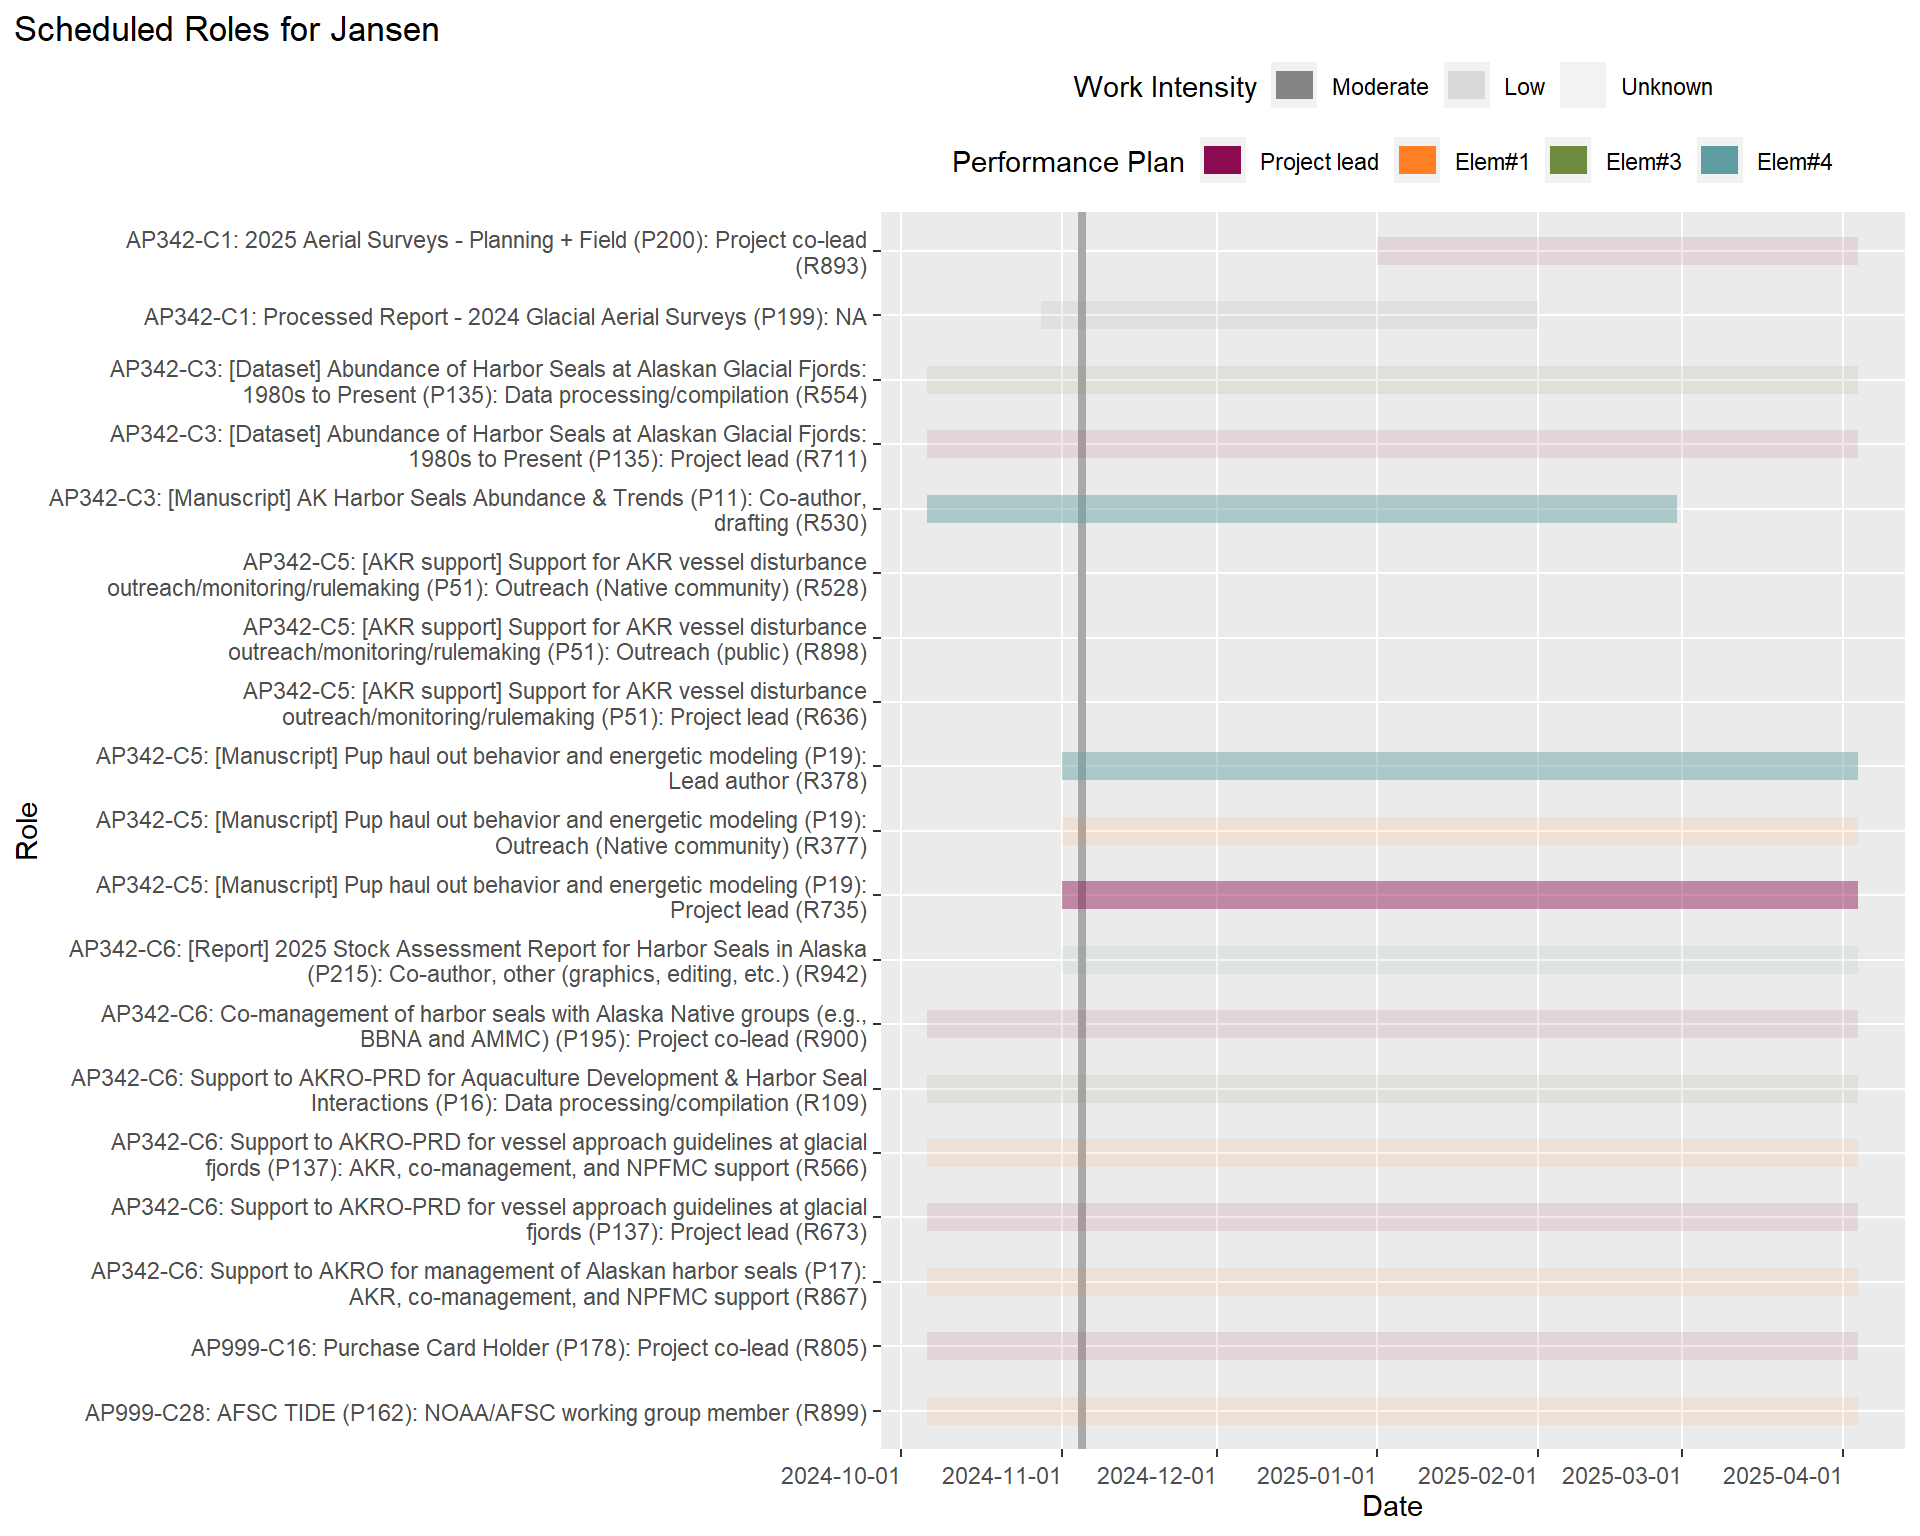 Scheduled Roles for Jansen
Work Intensity Moderate Low Unknown
Performance Plan Project lead Elem#1 Elem#3 Elem#4
AP342-C1: 2025 Aerial Surveys - Planning + Field (P200): Project co-lead
(R893)
AP342-C1: Processed Report - 2024 Glacial Aerial Surveys (P199): NA
AP342-C3: [Dataset] Abundance of Harbor Seals at Alaskan Glacial Fjords:
1980s to Present (P135): Data processing/compilation (R554)
AP342-C3: [Dataset] Abundance of Harbor Seals at Alaskan Glacial Fjords:
1980s to Present (P135): Project lead (R711)
AP342-C3: [Manuscript] AK Harbor Seals Abundance & Trends (P11): Co-author,
drafting (R530)
AP342-C5: [AKR support] Support for AKR vessel disturbance
outreach/monitoring/rulemaking (P51): Outreach (Native community) (R528)
AP342-C5: [AKR support] Support for AKR vessel disturbance
outreach/monitoring/rulemaking (P51): Outreach (public) (R898)
AP342-C5: [AKR support] Support for AKR vessel disturbance
outreach/monitoring/rulemaking (P51): Project lead (R636)
AP342-C5: [Manuscript] Pup haul out behavior and energetic modeling (P19):
Lead author (R378)
AP342-C5: [Manuscript] Pup haul out behavior and energetic modeling (P19):
Outreach (Native community) (R377)
AP342-C5: [Manuscript] Pup haul out behavior and energetic modeling (P19):
Project lead (R735)
AP342-C6: [Report] 2025 Stock Assessment Report for Harbor Seals in Alaska
(P215): Co-author, other (graphics, editing, etc.) (R942)
AP342-C6: Co-management of harbor seals with Alaska Native groups (e.g.,
BBNA and AMMC) (P195): Project co-lead (R900)
AP342-C6: Support to AKRO-PRD for Aquaculture Development & Harbor Seal
Interactions (P16): Data processing/compilation (R109)
AP342-C6: Support to AKRO-PRD for vessel approach guidelines at glacial
fjords (P137): AKR, co-management, and NPFMC support (R566)
AP342-C6: Support to AKRO-PRD for vessel approach guidelines at glacial
fjords (P137): Project lead (R673)
AP342-C6: Support to AKRO for management of Alaskan harbor seals (P17):
AKR, co-management, and NPFMC support (R867)
AP999-C16: Purchase Card Holder (P178): Project co-lead (R805)
AP999-C28: AFSC TIDE (P162): NOAA/AFSC working group member (R899)
Role
2024-10-01 2024-11-01 2024-12-01 2025-01-01 2025-02-01 2025-03-01 2025-04-01
Date